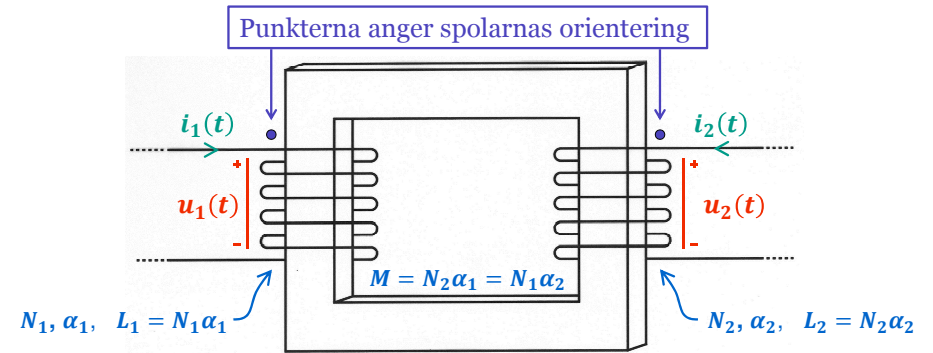 Punkterna anger spolarnas orientering
i₁(t)
i₂(t)
+
+
u₁(t)
u₂(t)
-
-
M = N₂α₁ = N₁α₂
N₁, α₁, L₁ = N₁α₁
N₂, α₂, L₂ = N₂α₂